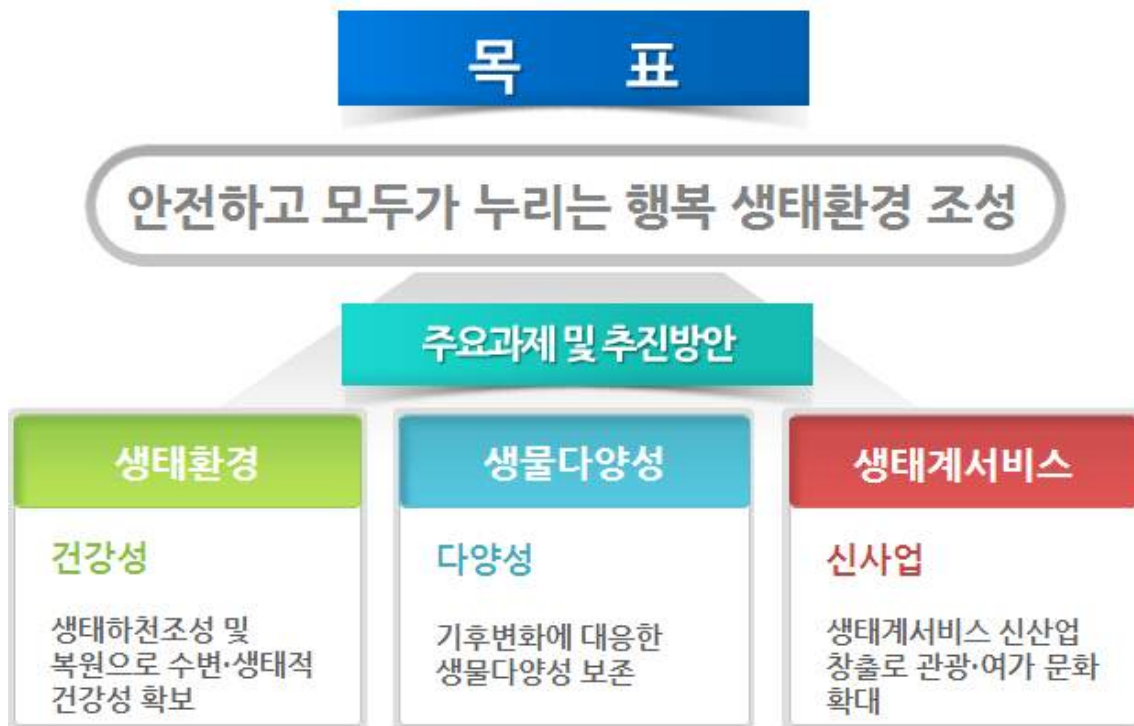 목 표
안전하고 모두가 누리는 행복 생태환경 조성
주요과제 및 추진방안
생태환경
건강성
생태하천조성 및
복원으로 수변·생태적
건강성 확보
생물다양성
다양성
기후변화에 대응한
생물다양성 보존
생태계서비스
신사업
생태계서비스 신산업
창출로 관광·여가 문화
확대